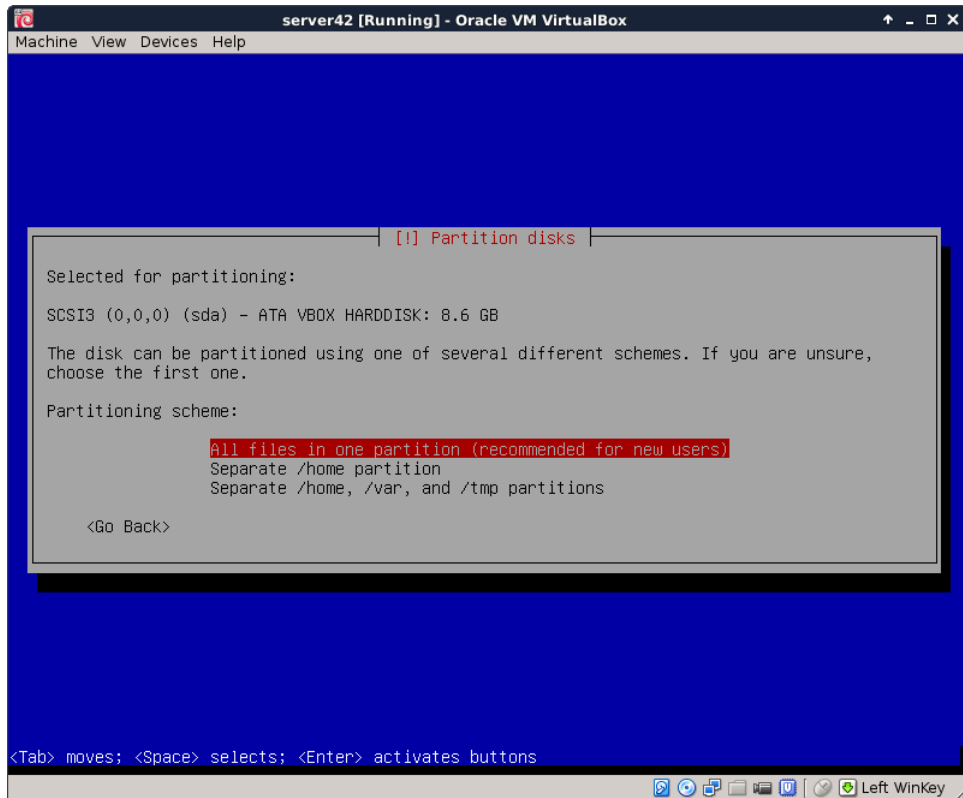 server42 [Running] - Oracle VM VirtualBox
Machine View Devices Help
[!] Partition disks
Selected for partitioning:
SCSI3 (0,0,0) (sda) - ATA VBOX HARDDISK: 8.6 GB
The disk can be partitioned using one of several different schemes. If you are unsure,
choose the first one.
Partitioning scheme:
All files in one partition (recommended for new users)
Separate /home partition
Separate /home, /var, and /tmp partitions
<Go Back>
<Tab> moves; <Space> selects; <Enter> activates buttons
Left WinKey